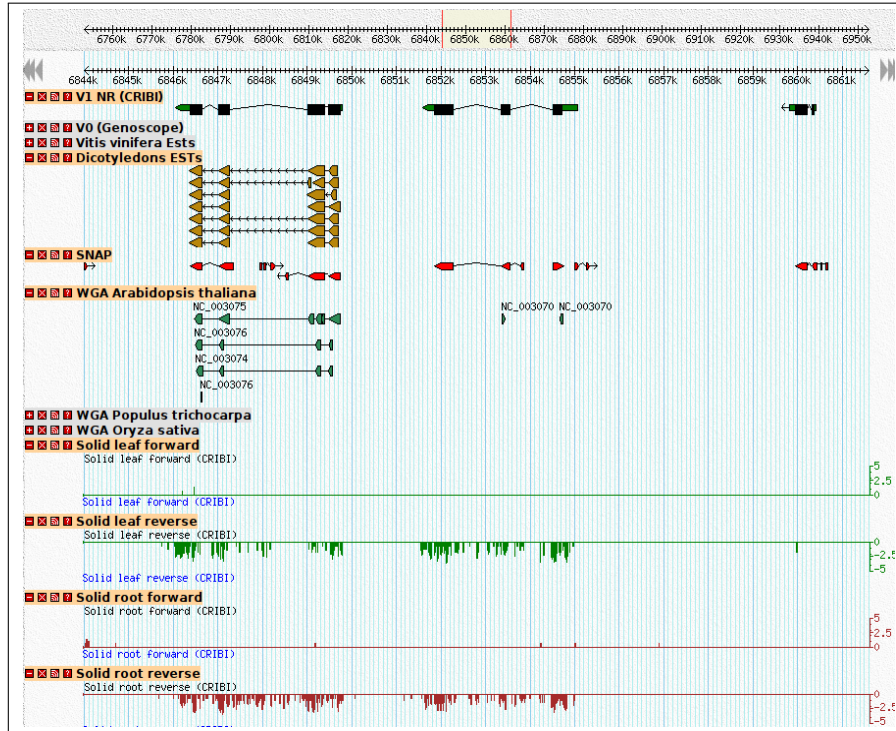 6760k 6770k 6780k 6790k 6800k 6810k 6820k 6830k 6840k 6850k 6860k 6870k 6880k 6890k 6900k 6910k 6920k 6930k 6940k 6950k
6844k 6845k 6846k 6847k 6848k 6849k 6850k 6851k 6852k 6853k 6854k 6855k 6856k 6857k 6858k 6859k 6860k 6861k
V1 NR (CRIBI)
V0 (Genoscope)
Vitis vinifera Ests
Dicotyledons ESTs
SNAP
WGA Arabidopsis thaliana
NC_003075 NC_003070 NC_003070
NC_003076
NC_003074
NC_003076
WGA Populus trichocarpa
WGA Oryza sativa
Solid leaf forward
Solid leaf forward (CRIBI)
5
2.5
0
Solid leaf forward (CRIBI)
Solid leaf reverse
Solid leaf reverse (CRIBI)
0
-2.5
-5
Solid leaf reverse (CRIBI)
Solid root forward
Solid root forward (CRIBI)
5
2.5
0
Solid root forward (CRIBI)
Solid root reverse
Solid root reverse (CRIBI)
0
-2.5
-5